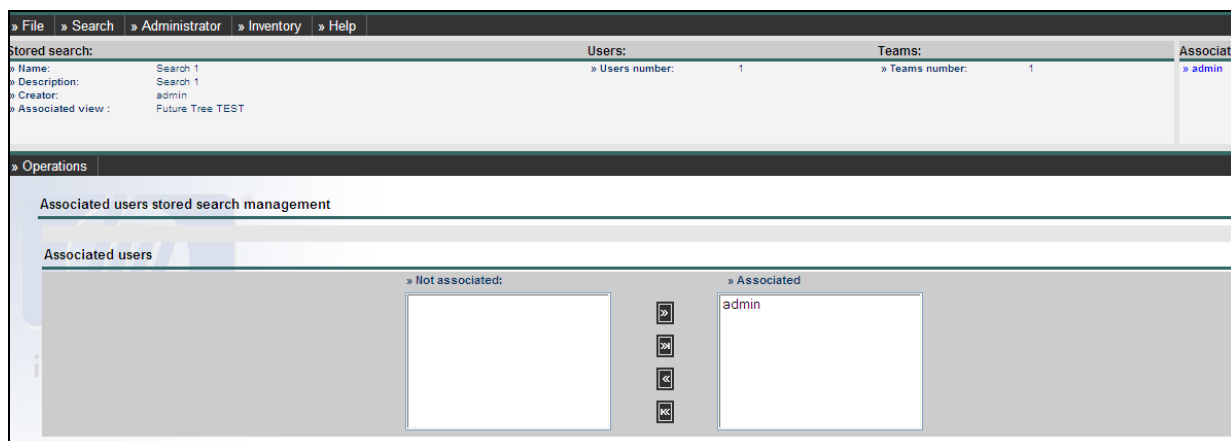 » File » Search » Administrator » Inventory » Help
Stored search: Users: Teams: Associat
» Name: Search 1 » Users number: 1 » Teams number: 1 » admin
» Description: Search 1
» Creator: admin
» Associated view : Future Tree TEST
» Operations
Associated users stored search management
Associated users
» Not associated: » Associated
admin